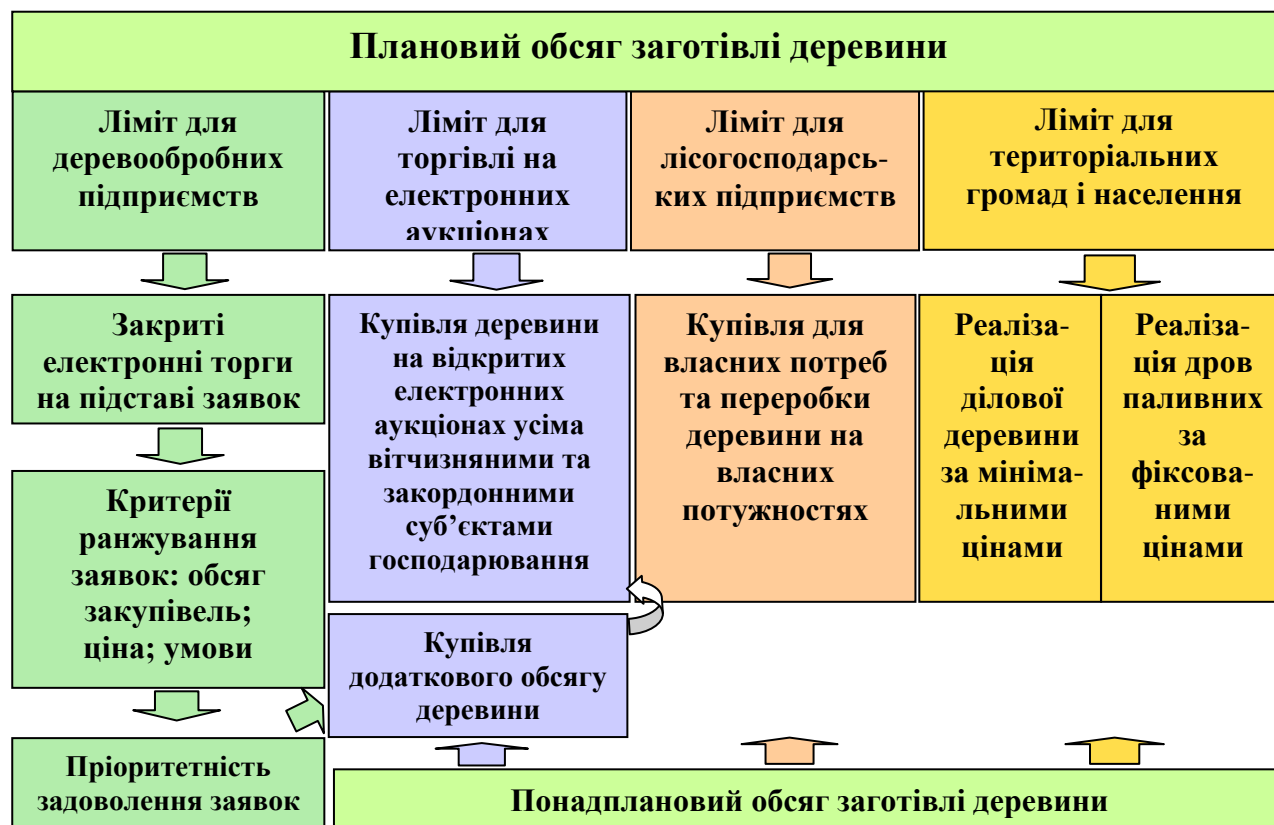 Плановий обсяг заготівлі деревини
Ліміт для
деревообробних
підприємств
Ліміт для
торгівлі на
електронних
аукціонах
Ліміт для
лісогосподарсь-
ких підприємств
Ліміт для
територіальних
громад і населення
Закриті
електронні торги
на підставі заявок
Критерії
ранжування
заявок: обсяг
закупівель;
ціна; умови
Пріоритетність
задоволення заявок
Купівля деревини
на відкритих
електронних
аукціонах усіма
вітчизняними та
закордонними
суб’єктами
господарювання
Купівля
додаткового обсягу
деревини
Купівля для
власних потреб
та переробки
деревини на
власних
потужностях
Реаліза-
ція
ділової
деревини
за мініма-
льними
цінами
Реаліза-
ція дров
паливних
за
фіксова-
ними
цінами
Понадплановий обсяг заготівлі деревини